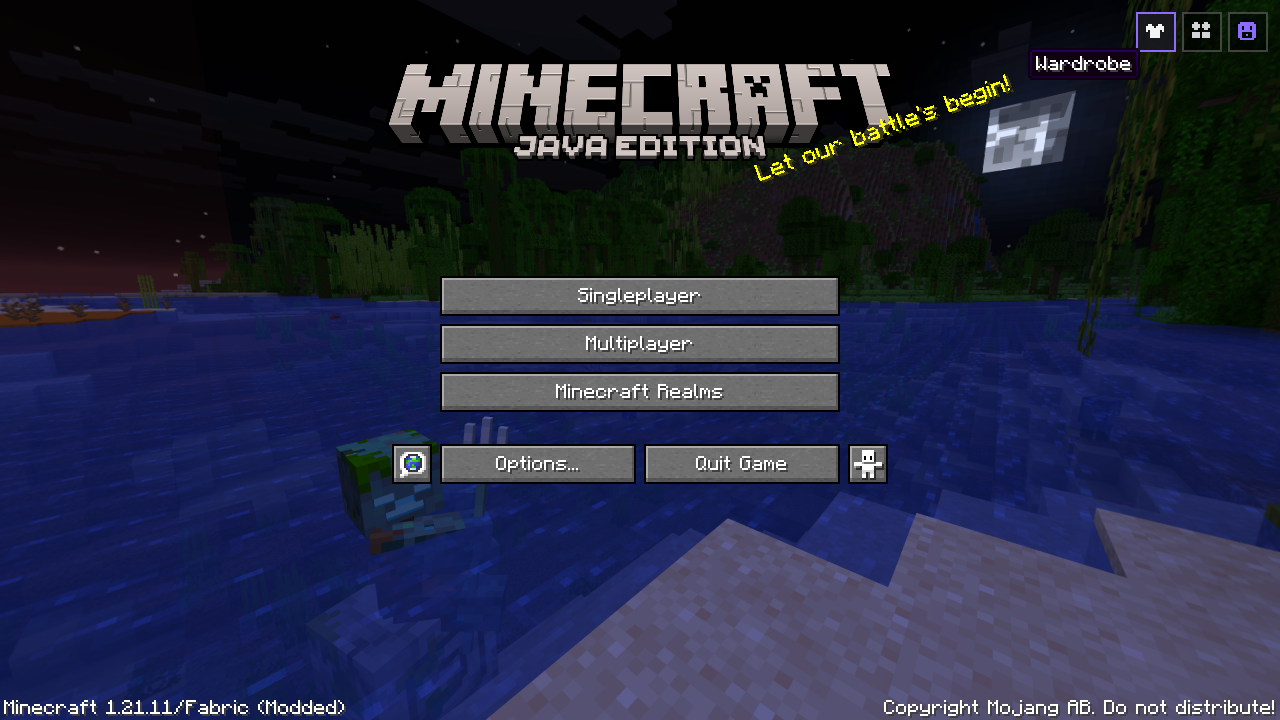 Wardrobe
MINECRAFT
JAVA EDITION
Let our battle's begin!
Singleplayer
Multiplayer
Minecraft Realms
Options...
Quit Game
Minecraft 1.21.11/Fabric (Modded)
Copyright Mojang AB. Do not distribute!